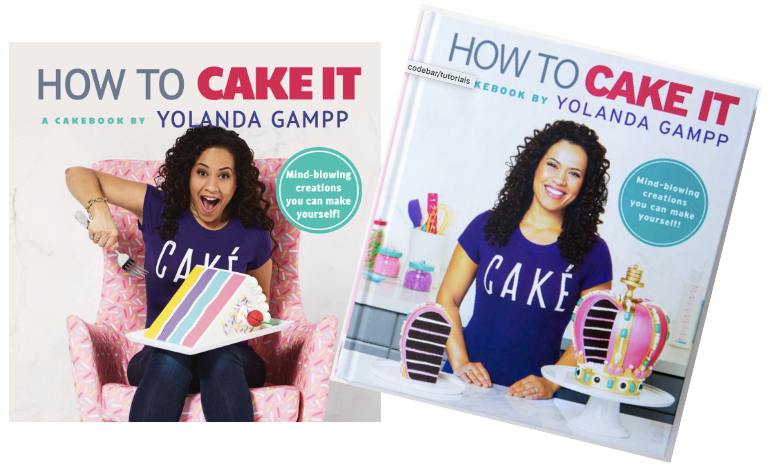 HOW TO CAKE IT
A CAKEBOOK BY YOLANDA GAMPP
Mind-blowing
creations
you can make
yourself!
CAKÉ
HOW TO CAKE IT
codebar/tutorials
KEBOOK BY YOLANDA GAMPP
Mind-blowing
creations
you can make
yourself!
CAKÉ